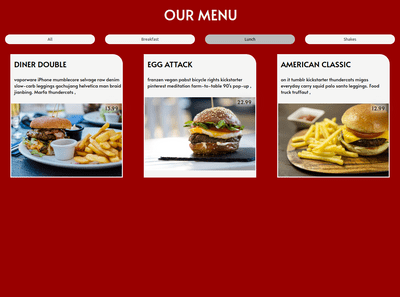 OUR MENU
All
Breakfast
Lunch
Shakes
DINER DOUBLE
vaporware iPhone mumblecore selvage raw denim
slow-carb leggings gochujang helvetica man braid
jianbing. Marfa thundercats ,
13.99
EGG ATTACK
franzen vegan pabst bicycle rights kickstarter
pinterest meditation farm-to-table 90's pop-up ,
22.99
AMERICAN CLASSIC
on it tumblr kickstarter thundercats migas
everyday carry squid palo santo leggings. Food
truck truffaut ,
12.99